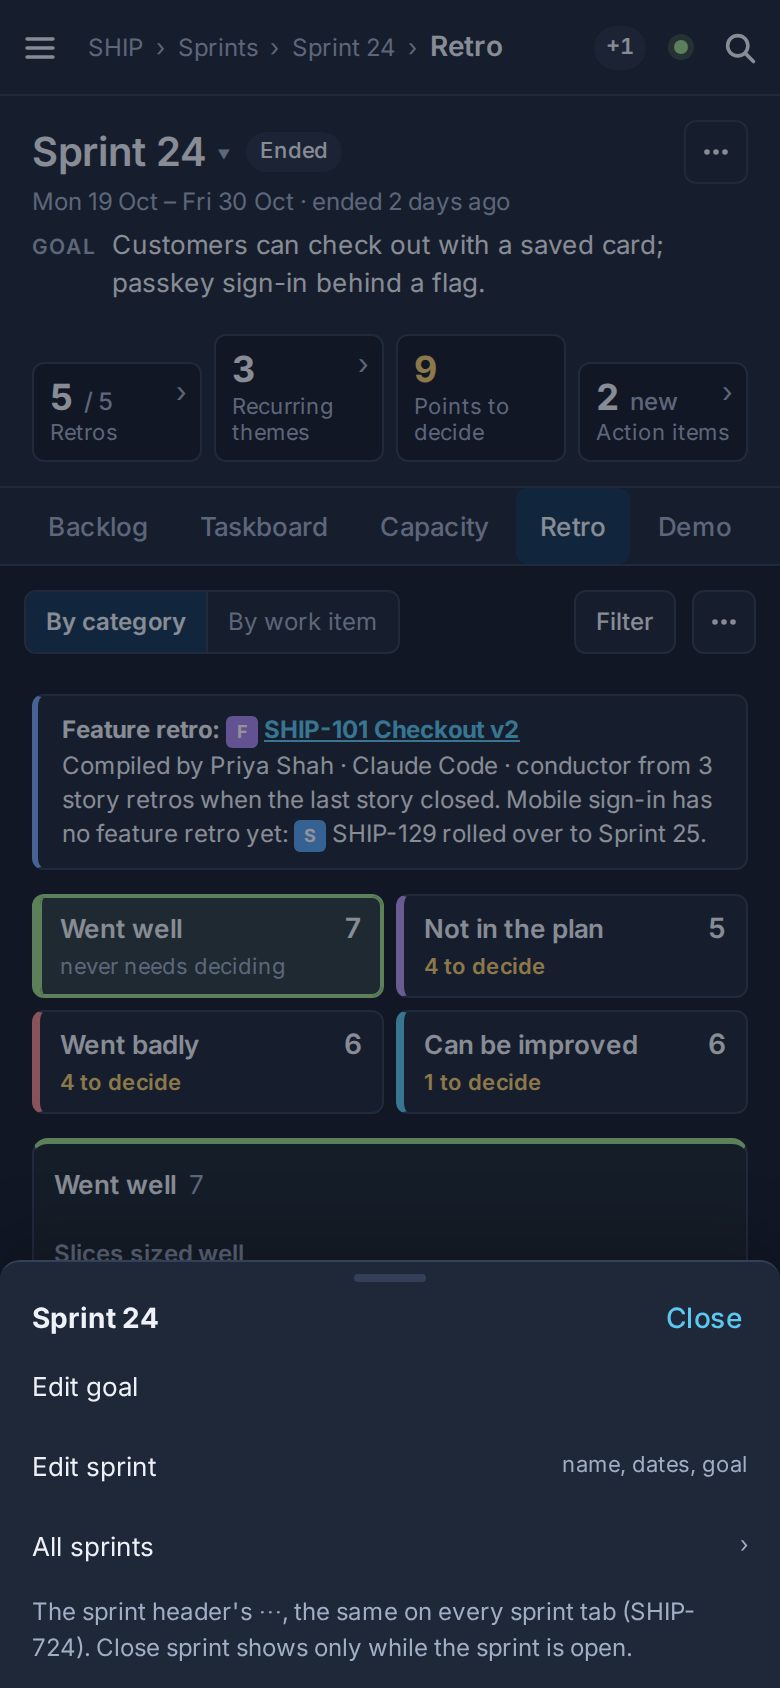 SHIP › Sprints › Sprint 24 › Retro +1
Sprint 24 ▾ Ended ···
Mon 19 Oct – Fri 30 Oct · ended 2 days ago
GOAL Customers can check out with a saved card;
passkey sign-in behind a flag.
5 / 5 ›
Retros
3 ›
Recurring
themes
9
Points to
decide
2 new ›
Action items
Backlog Taskboard Capacity Retro Demo
By category By work item Filter ···
Feature retro: F SHIP-101 Checkout v2
Compiled by Priya Shah · Claude Code · conductor from 3
story retros when the last story closed. Mobile sign-in has
no feature retro yet: S SHIP-129 rolled over to Sprint 25.
Went well 7
never needs deciding
Not in the plan 5
4 to decide
Went badly 6
4 to decide
Can be improved 6
1 to decide
Went well 7
Slices sized well
Sprint 24 Close
Edit goal
Edit sprint name, dates, goal
All sprints ›
The sprint header's ···, the same on every sprint tab (SHIP-
724). Close sprint shows only while the sprint is open.